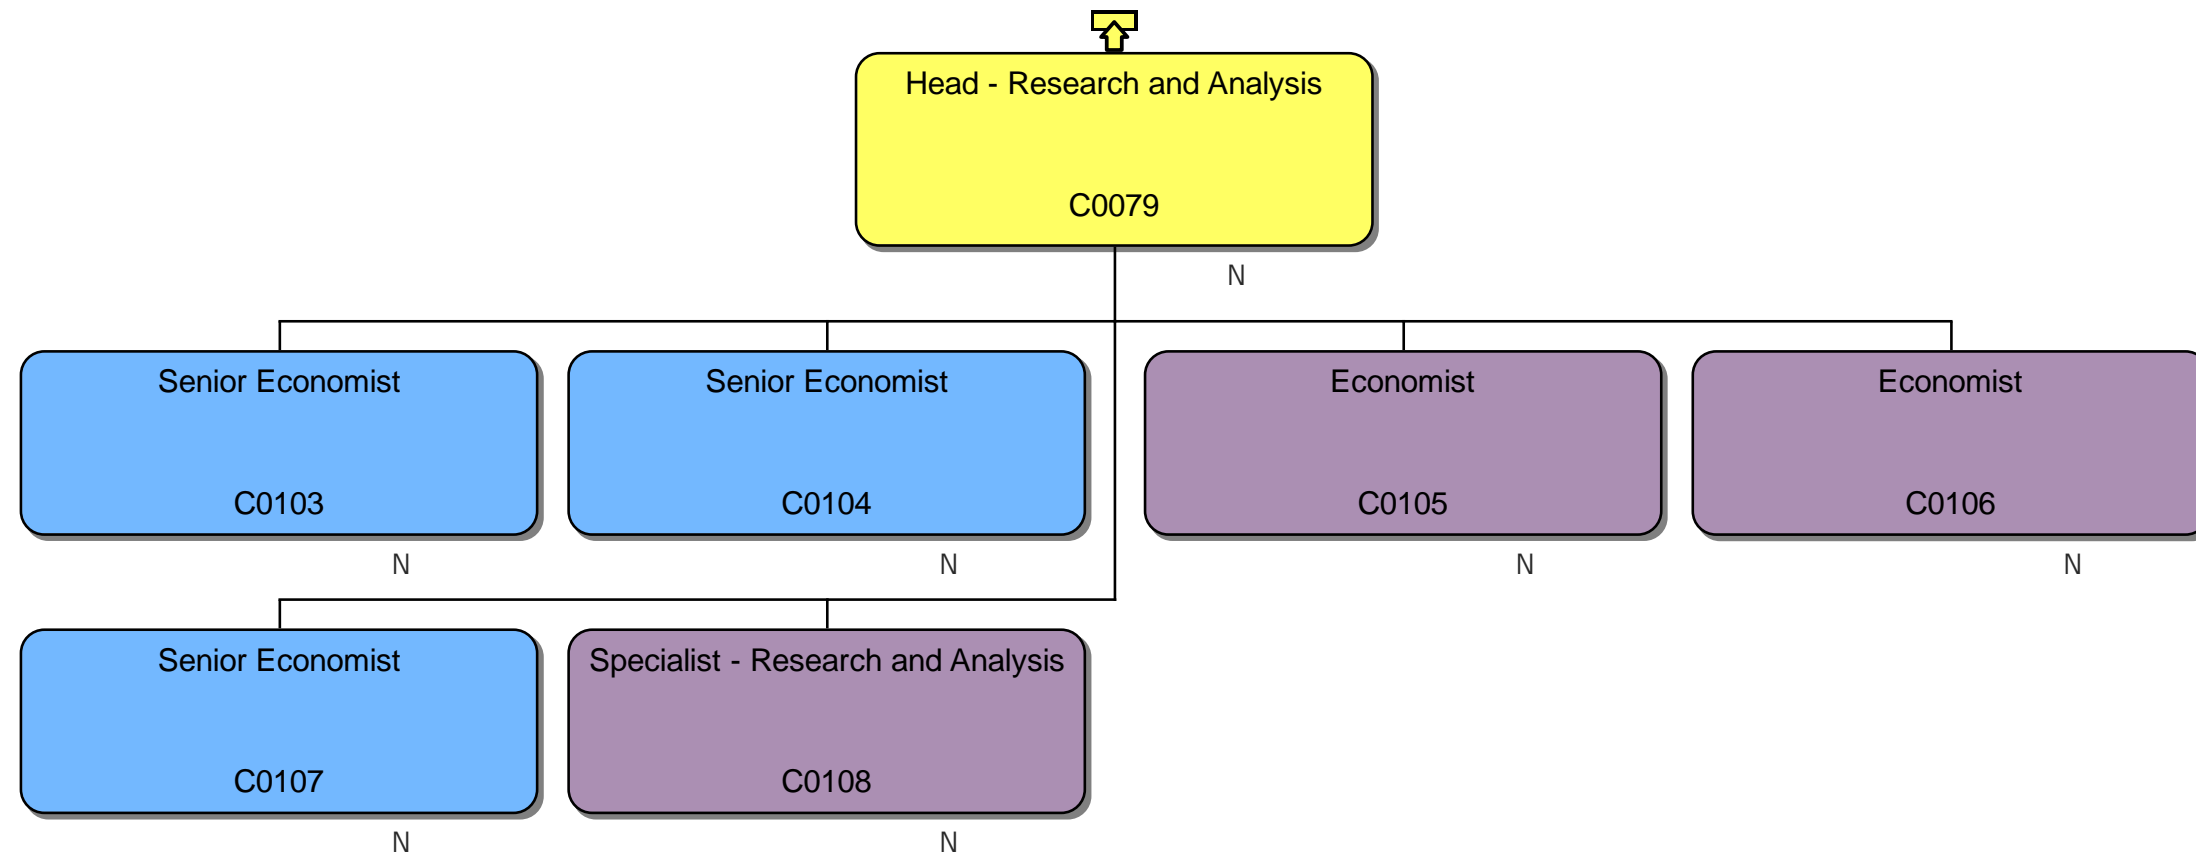 Head - Research and Analysis
C0079
N
Senior Economist
C0103
N
Senior Economist
C0104
N
Economist
C0105
N
Economist
C0106
N
Senior Economist
C0107
N
Specialist - Research and Analysis
C0108
N